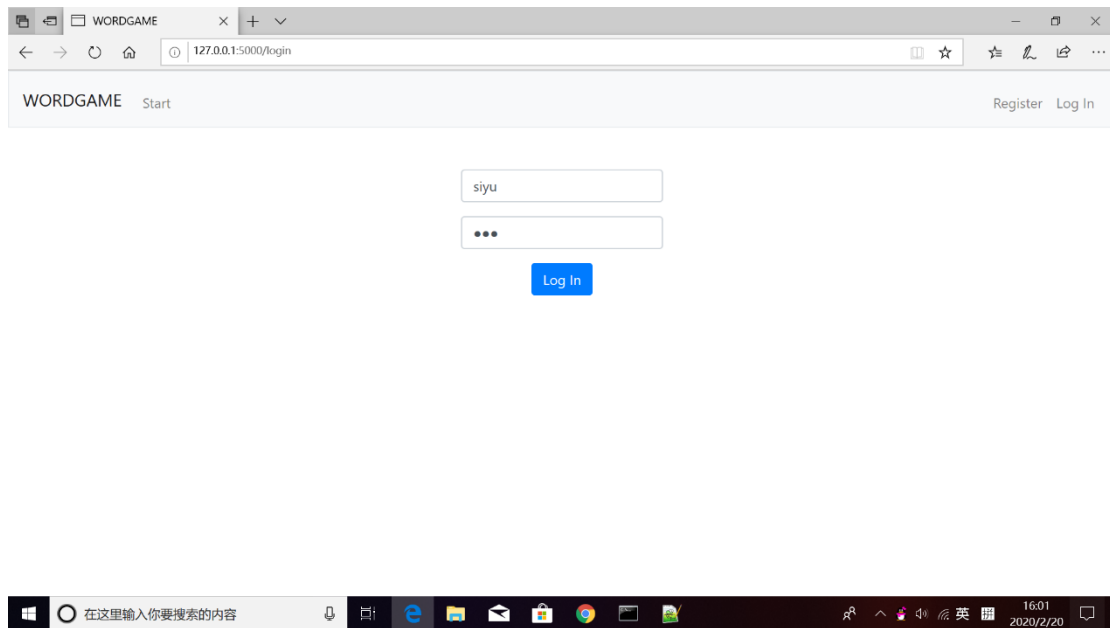 WORDGAME
127.0.0.1:5000/login
WORDGAME Start Register Log In
siyu
•••
Log In
在这里输入你要搜索的内容
英
拼
16:01
2020/2/20